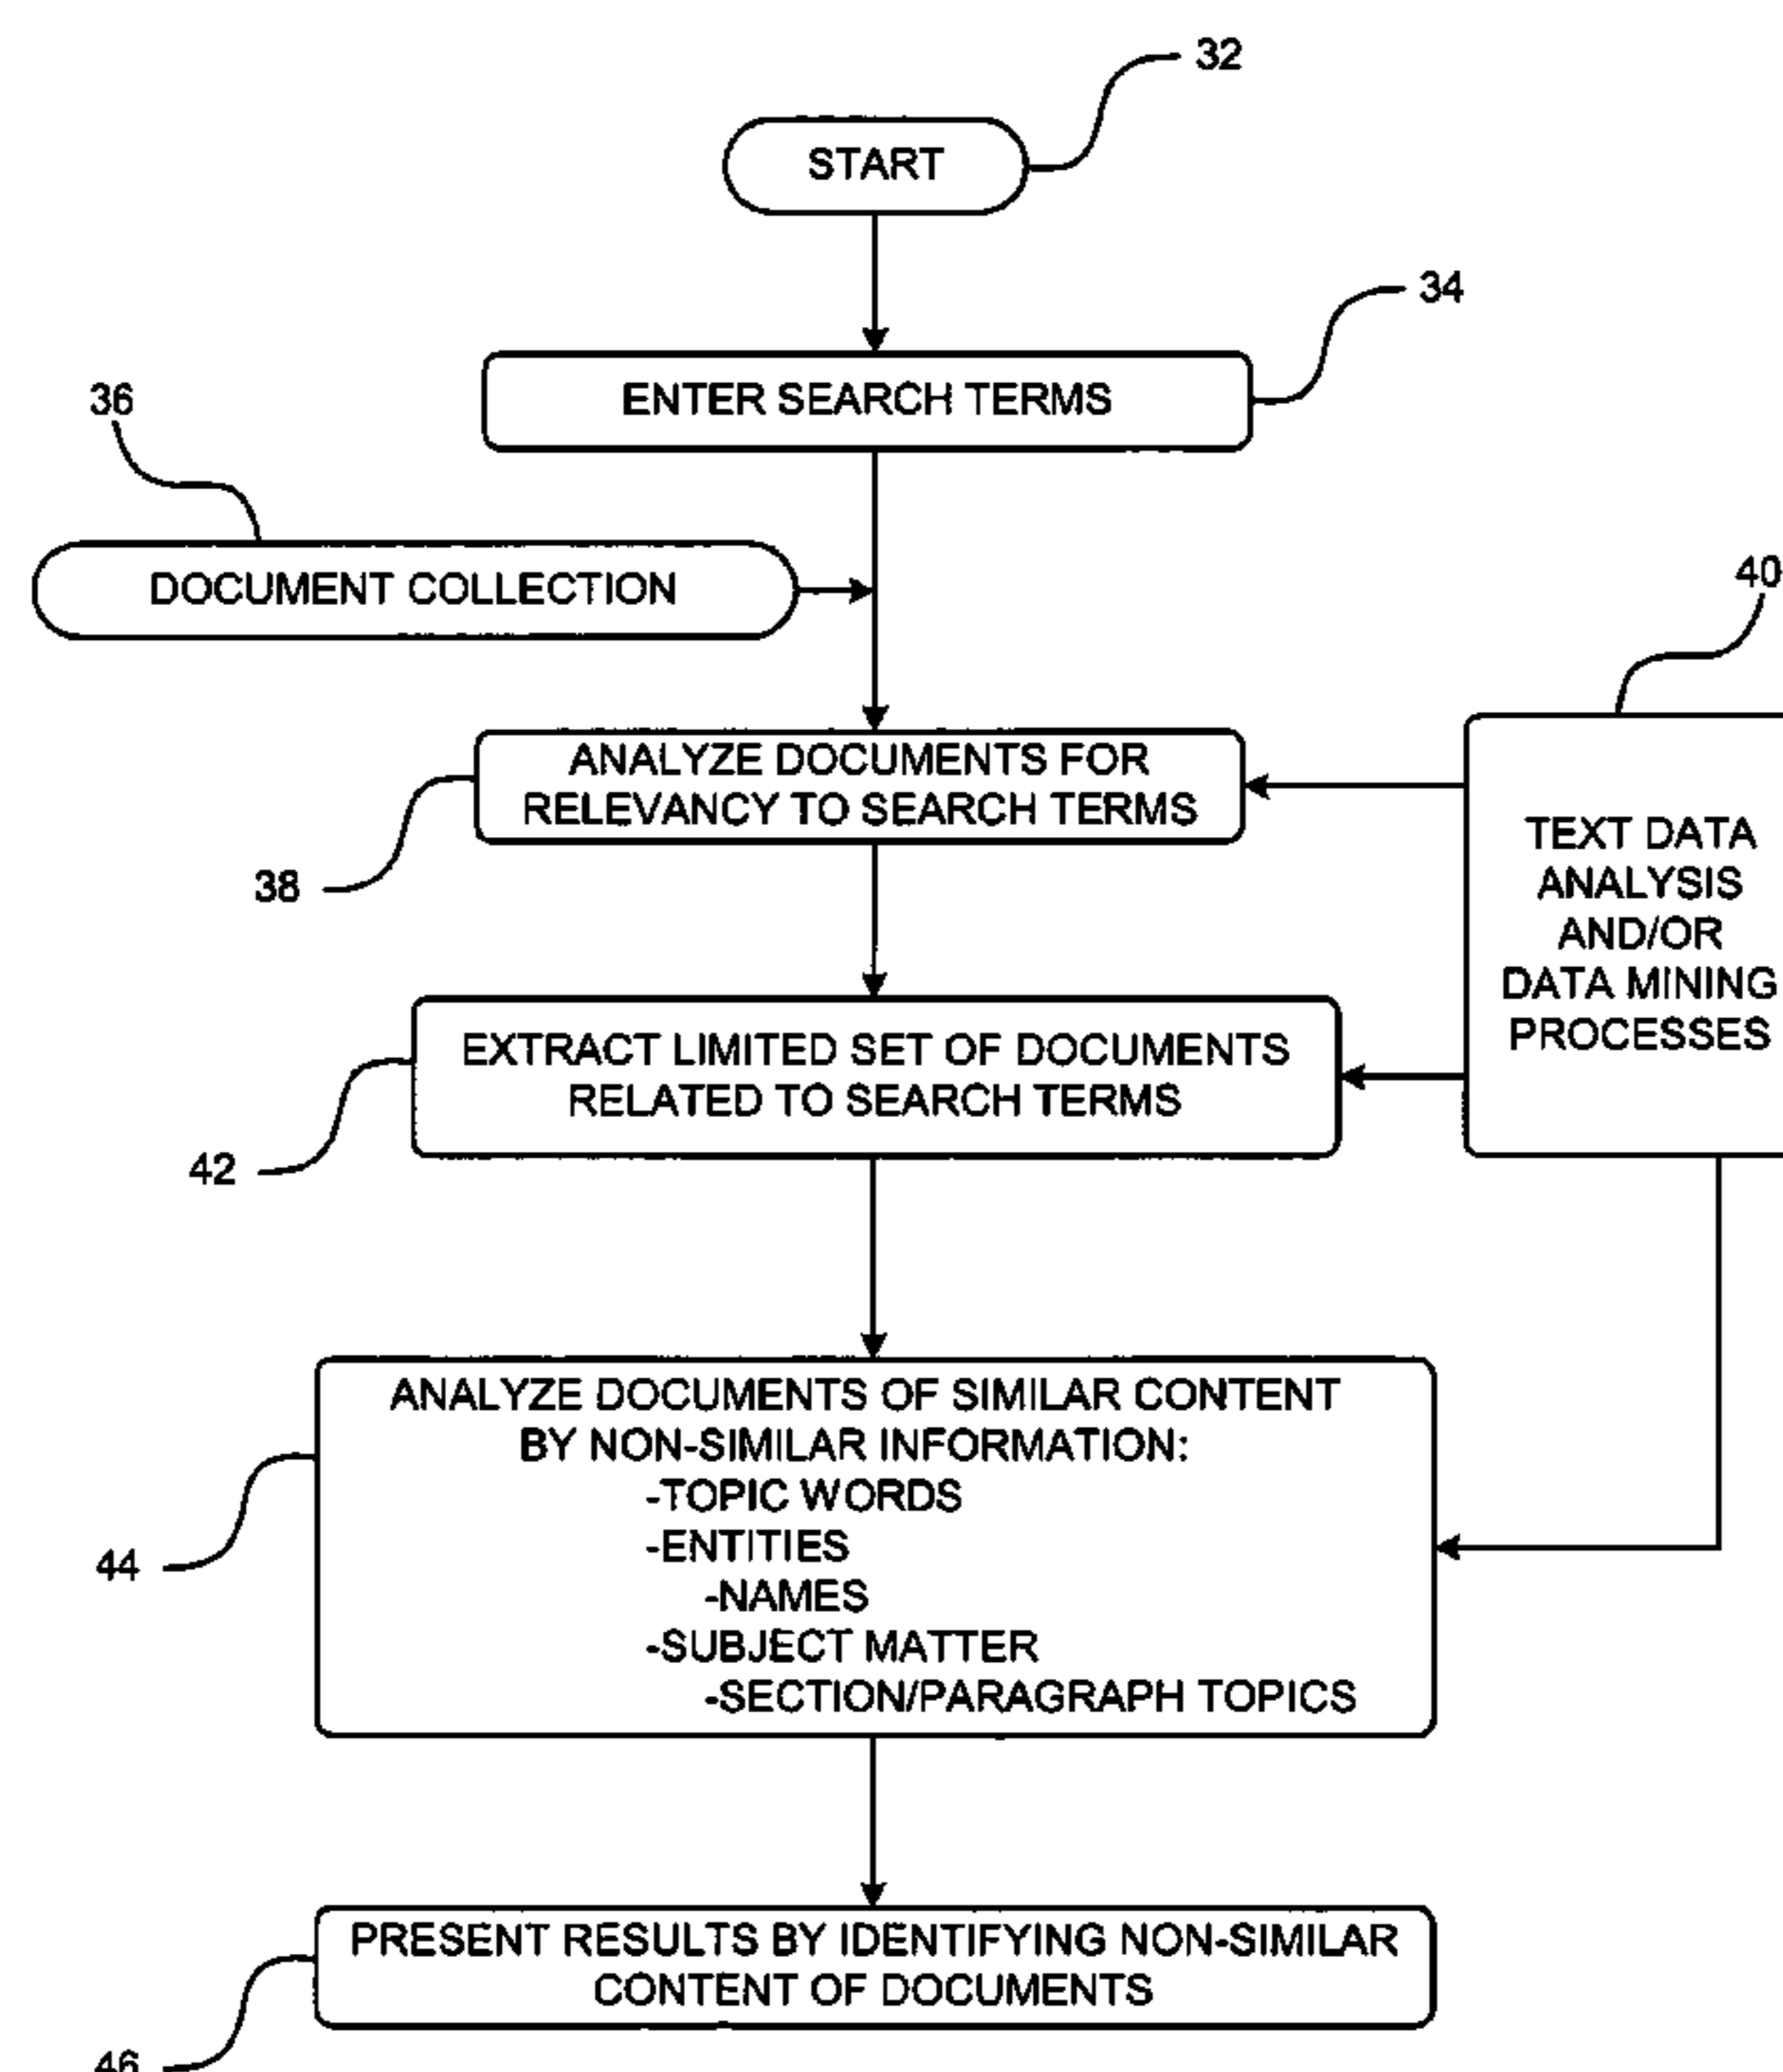 32
START
34
ENTER SEARCH TERMS
36
DOCUMENT COLLECTION
40
ANALYZE DOCUMENTS FOR
RELEVANCY TO SEARCH TERMS
38
TEXT DATA
ANALYSIS
AND/OR
DATA MINING
PROCESSES
EXTRACT LIMITED SET OF DOCUMENTS
RELATED TO SEARCH TERMS
42
ANALYZE DOCUMENTS OF SIMILAR CONTENT
BY NON-SIMILAR INFORMATION:
-TOPIC WORDS
-ENTITIES
-NAMES
-SUBJECT MATTER
-SECTION/PARAGRAPH TOPICS
44
PRESENT RESULTS BY IDENTIFYING NON-SIMILAR
CONTENT OF DOCUMENTS
46